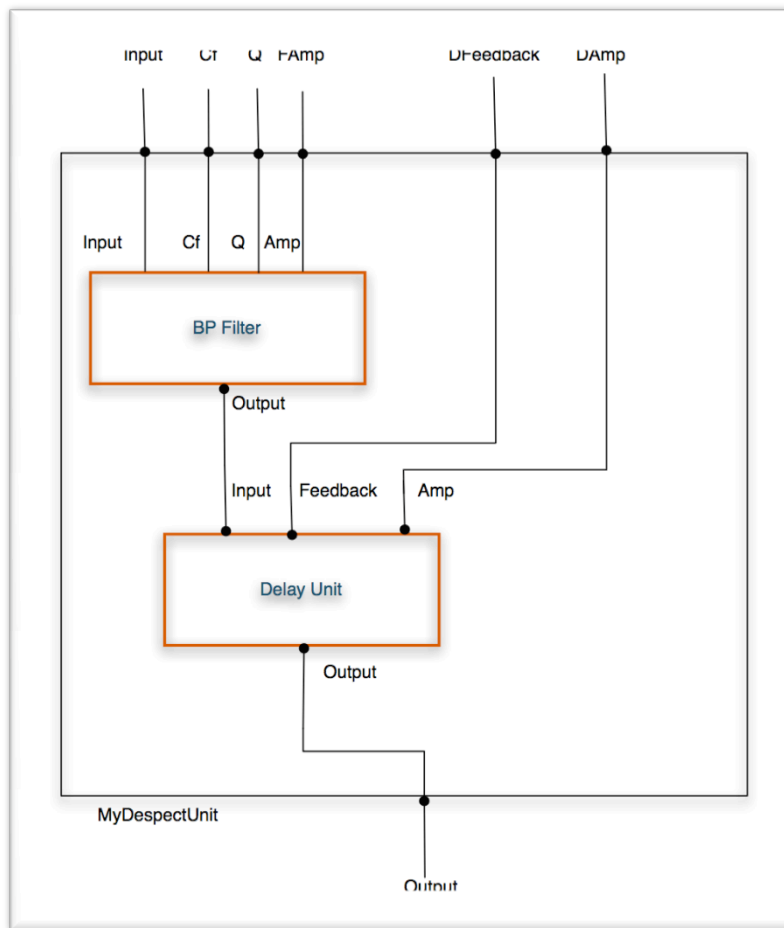 Input Cf Q FAmp DFeedback DAmp
Input Cf Q Amp
BP Filter
Output
Input Feedback Amp
Delay Unit
Output
MyDespectUnit
Output